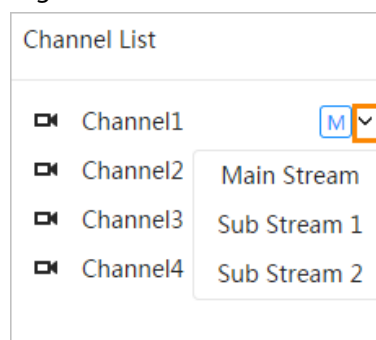 Channel List
Channel1 M
Channel2
Main Stream
Channel3
Sub Stream 1
Channel4
Sub Stream 2